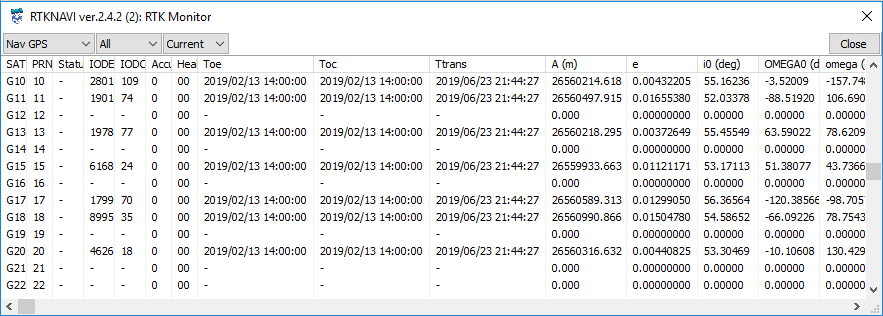 RTKNAVI ver.2.4.2 (2): RTK Monitor
Nav GPS All Current Close
SAT PRN Statu IODE IODC Accu Hea Toe Toc Ttrans A (m) e i0 (deg) OMEGA0 (d omega (
G10 10 - 2801 109 0 00 2019/02/13 14:00:00 2019/02/13 14:00:00 2019/06/23 21:44:27 26560214.618 0.00432205 55.16236 -3.52009 -157.748
G11 11 - 1901 74 0 00 2019/02/13 14:00:00 2019/02/13 14:00:00 2019/06/23 21:44:27 26560497.915 0.01655380 52.03378 -88.51920 106.690
G12 12 - 0 0 0 00 - - - 0.000 0.00000000 0.00000 0.00000 0.00000
G13 13 - 1978 77 0 00 2019/02/13 14:00:00 2019/02/13 14:00:00 2019/06/23 21:44:27 26560218.295 0.00372649 55.45549 63.59022 78.6209
G14 14 - 0 0 0 00 - - - 0.000 0.00000000 0.00000 0.00000 0.00000
G15 15 - 6168 24 0 00 2019/02/13 14:00:00 2019/02/13 14:00:00 2019/06/23 21:44:27 26559933.663 0.01121171 53.17113 51.38077 43.7366
G16 16 - 0 0 0 00 - - - 0.000 0.00000000 0.00000 0.00000 0.00000
G17 17 - 1799 70 0 00 2019/02/13 14:00:00 2019/02/13 14:00:00 2019/06/23 21:44:27 26560589.313 0.01299050 56.36564 -120.38566 -98.705
G18 18 - 8995 35 0 00 2019/02/13 14:00:00 2019/02/13 14:00:00 2019/06/23 21:44:27 26560990.866 0.01504780 54.58652 -66.09226 78.7543
G19 19 - 0 0 0 00 - - - 0.000 0.00000000 0.00000 0.00000 0.00000
G20 20 - 4626 18 0 00 2019/02/13 14:00:00 2019/02/13 14:00:00 2019/06/23 21:44:27 26560316.632 0.00440825 53.30469 -10.10608 130.429
G21 21 - 0 0 0 00 - - - 0.000 0.00000000 0.00000 0.00000 0.00000
G22 22 - 0 0 0 00 - - - 0.000 0.00000000 0.00000 0.00000 0.00000